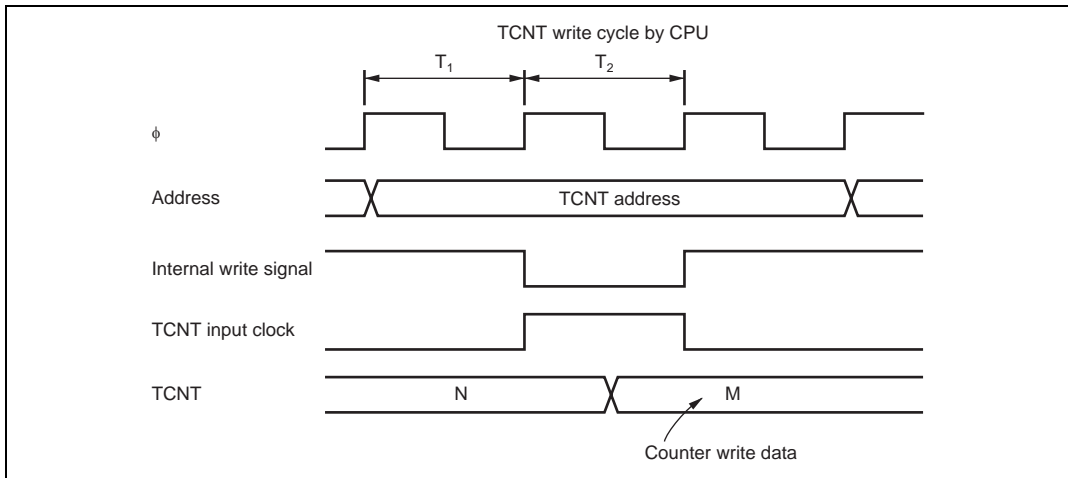 TCNT write cycle by CPU
T1 T2
ϕ
Address TCNT address
Internal write signal
TCNT input clock
TCNT N M
Counter write data